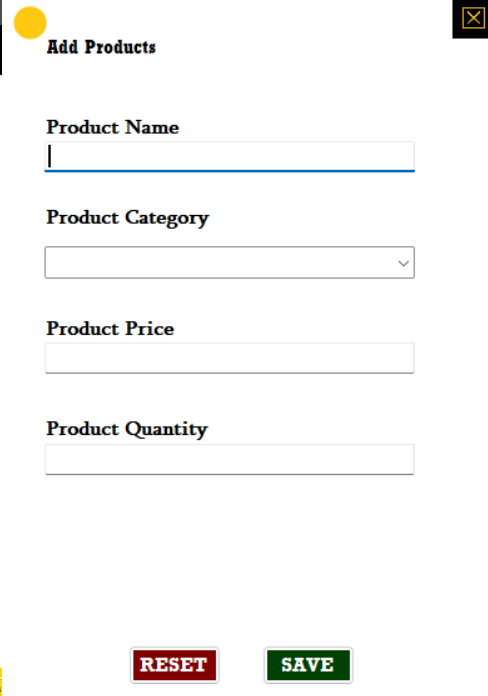 Add Products
Product Name
Product Category
Product Price
Product Quantity
RESET SAVE